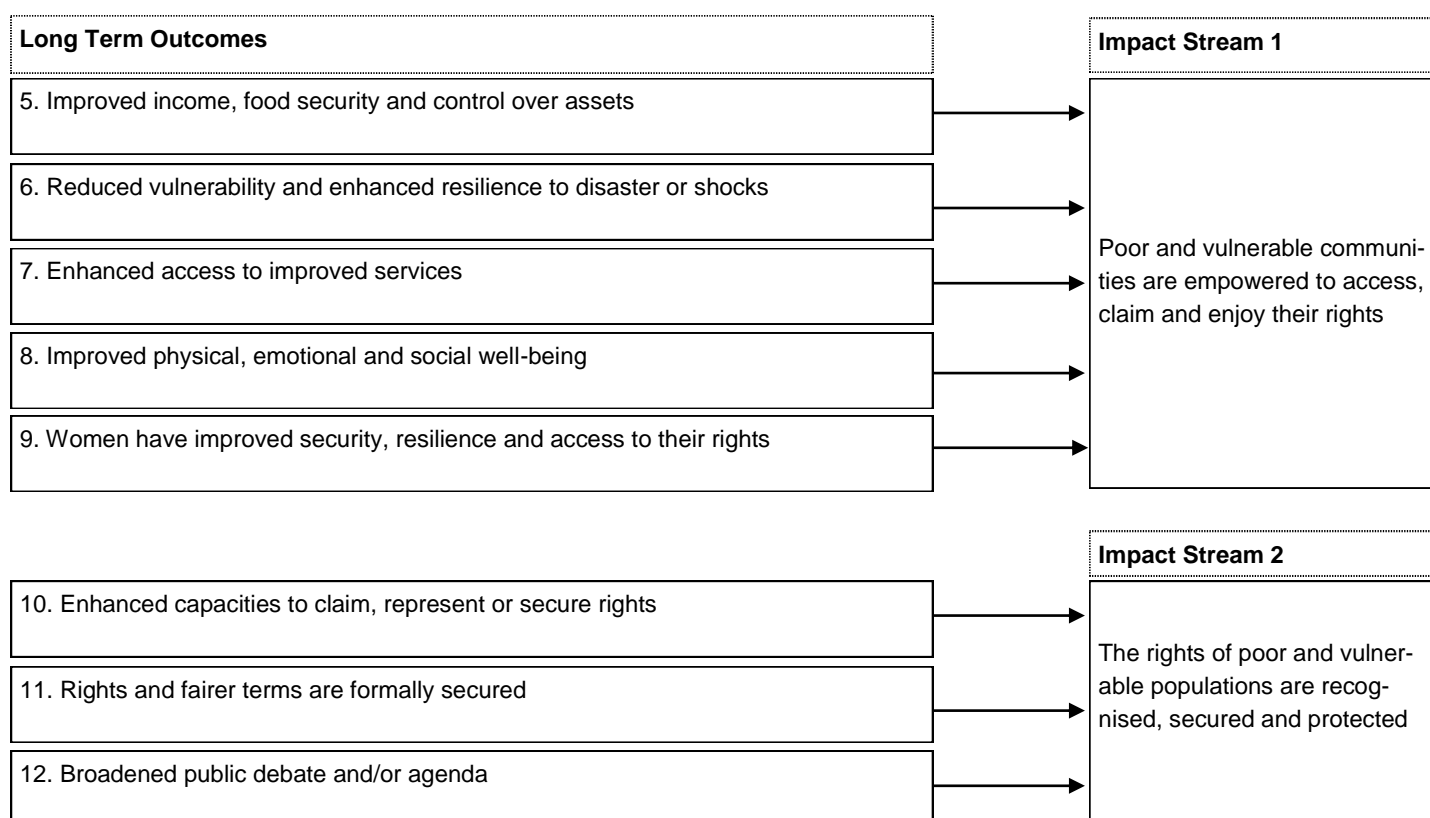 Long Term Outcomes
Impact Stream 1
5. Improved income, food security and control over assets
6. Reduced vulnerability and enhanced resilience to disaster or shocks
7. Enhanced access to improved services
8. Improved physical, emotional and social well-being
9. Women have improved security, resilience and access to their rights
Poor and vulnerable communi-
ties are empowered to access,
claim and enjoy their rights
Impact Stream 2
10. Enhanced capacities to claim, represent or secure rights
11. Rights and fairer terms are formally secured
12. Broadened public debate and/or agenda
The rights of poor and vulner-
able populations are recog-
nised, secured and protected